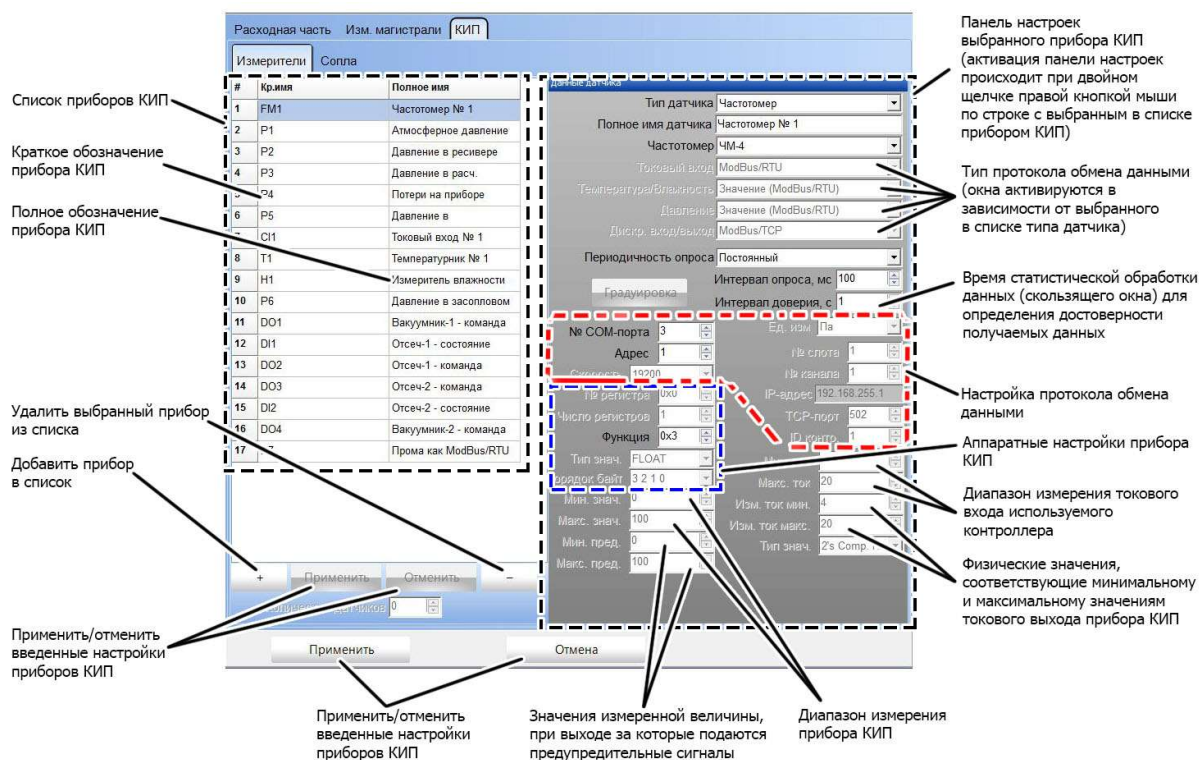 Расходная часть Изм. магистрали КИП
Измерители Сопла
# Кр.имя Полное имя
1 FM1 Частотомер № 1
2 P1 Атмосферное давление
3 P2 Давление в ресивере
4 P3 Давление в расч.
5 P4 Потери на приборе
6 P5 Давление в
7 CI1 Токовый вход № 1
8 T1 Температурник № 1
9 H1 Измеритель влажности
10 P6 Давление в засопловом
11 DO1 Вакуумник-1 - команда
12 DI1 Отсеч-1 - состояние
13 DO2 Отсеч-1 - команда
14 DO3 Отсеч-2 - команда
15 DI2 Отсеч-2 - состояние
16 DO4 Вакуумник-2 - команда
17 Прома как ModBus/RTU
+ Применить Отменить -
датчиков 0
Применить Отмена
Данные датчика
Тип датчика Частотомер
Полное имя датчика Частотомер № 1
Частотомер ЧМ-4
Токовый вход ModBus/RTU
Температура/Влажность Значение (ModBus/RTU)
Давление Значение (ModBus/RTU)
Дискр. вход/выход ModBus/TCP
Периодичность опроса Постоянный
Градуировка Интервал опроса, мс 100
Интервал доверия, с 1
№ COM-порта 3 Ед. изм Па
Адрес 1 № слота 1
Скорость 19200 № канала 1
№ регистра 0x0 IP-адрес 192.168.255.1
Число регистров 1 TCP-порт 502
Функция 0x3 ID контр. 1
Тип знач. FLOAT
байт 3 2 1 0 Макс. ток 20
Мин. знач. 0 Изм. ток мин. 4
Макс. знач. 100 Изм. ток макс. 20
Мин. пред. 0 Тип знач. 2's Comp.
Макс. пред. 100
Список приборов КИП
Краткое обозначение
прибора КИП
Полное обозначение
прибора КИП
Удалить выбранный прибор
из списка
Добавить прибор
в список
Применить/отменить
введенные настройки
приборов КИП
Применить/отменить
введенные настройки
приборов КИП
Значения измеренной величины,
при выходе за которые подаются
предупредительные сигналы
Диапазон измерения
прибора КИП
Панель настроек
выбранного прибора КИП
(активация панели настроек
происходит при двойном
щелчке правой кнопкой мыши
по строке с выбранным в списке
прибором КИП)
Тип протокола обмена данными
(окна активируются в
зависимости от выбранного
в списке типа датчика)
Время статистической обработки
данных (скользящего окна) для
определения достоверности
получаемых данных
Настройка протокола обмена
данными
Аппаратные настройки прибора
КИП
Диапазон измерения токового
входа используемого
контроллера
Физические значения,
соответствующие минимальному
и максимальному значениям
токового выхода прибора КИП